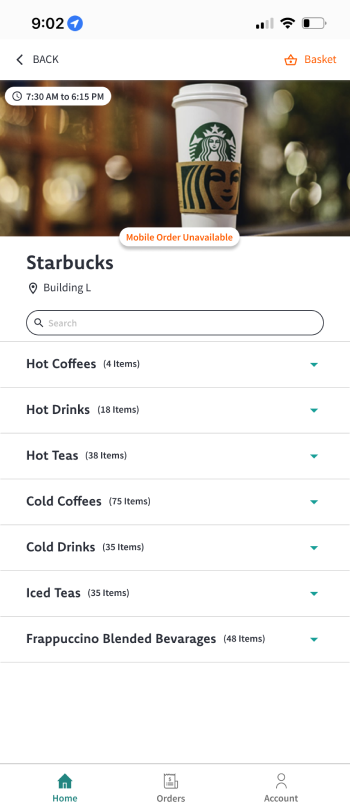 9:02
BACK
Basket
7:30 AM to 6:15 PM
Mobile Order Unavailable
Starbucks
Building L
Search
Hot Coffees (4 Items)
Hot Drinks (18 Items)
Hot Teas (38 Items)
Cold Coffees (75 Items)
Cold Drinks (35 Items)
Iced Teas (35 Items)
Frappuccino Blended Bevarages (48 Items)
Home
Orders
Account